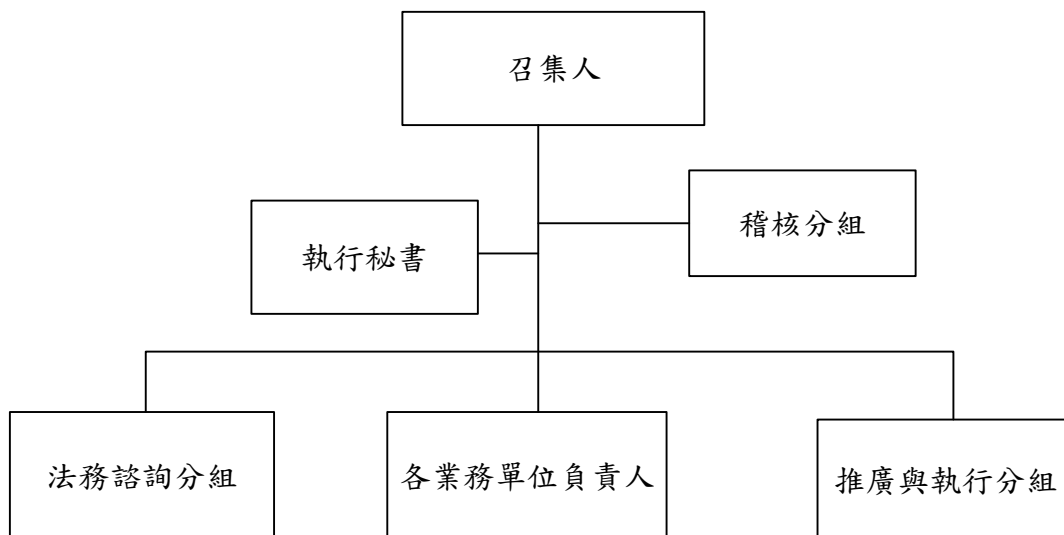 召集人
稽核分組
執行秘書
法務諮詢分組
各業務單位負責人
推廣與執行分組